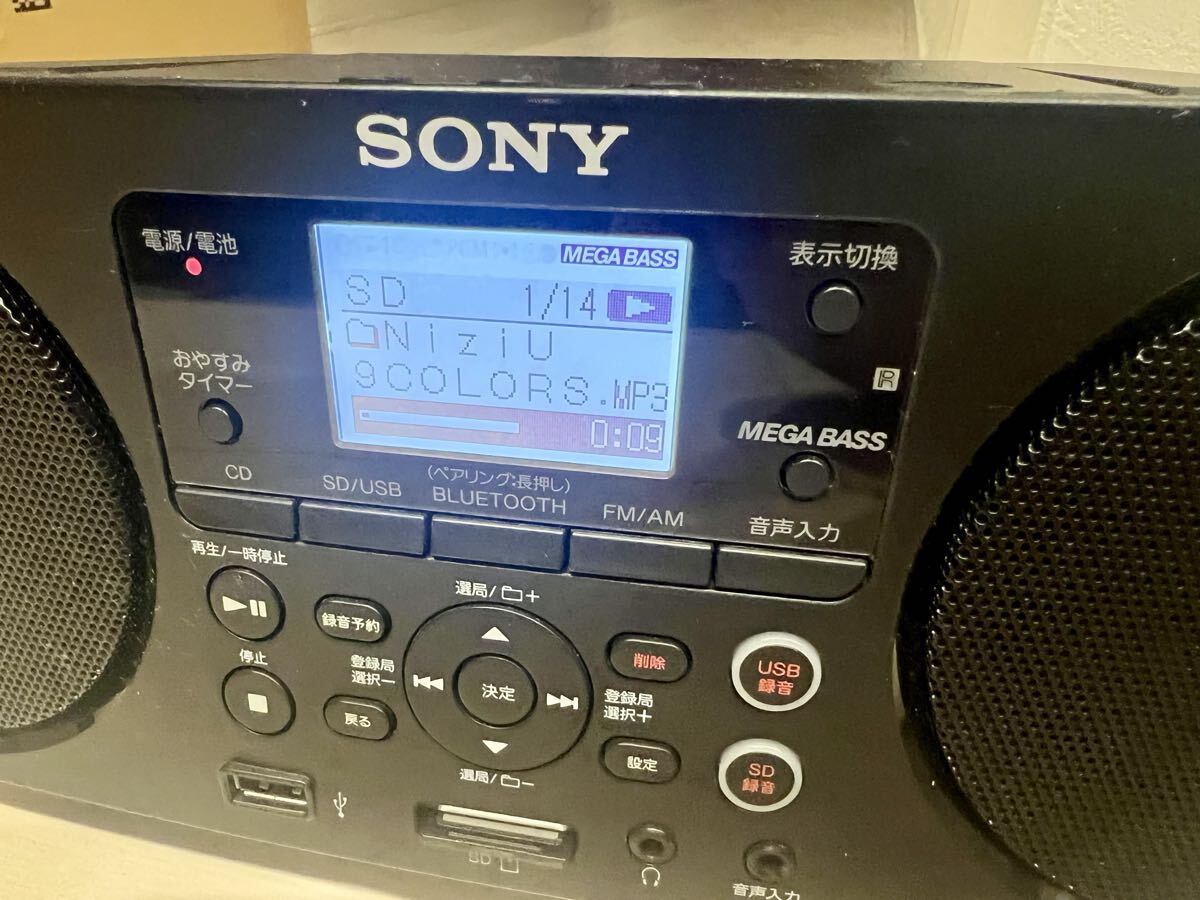 SONY
電源/電池
MEGA BASS
表示切換
SD 1/14
NiziU
9COLORS.MP3
0:09
おやすみ
タイマー
R
MEGA BASS
CD
SD/USB
(ペアリング:長押し)
BLUETOOTH
FM/AM
音声入力
再生/一時停止
録音予約
選局/+
削除
USB
録音
停止
登録局
選択−
決定
登録局
選択+
戻る
設定
SD
録音
選局/−
SD
音声入力